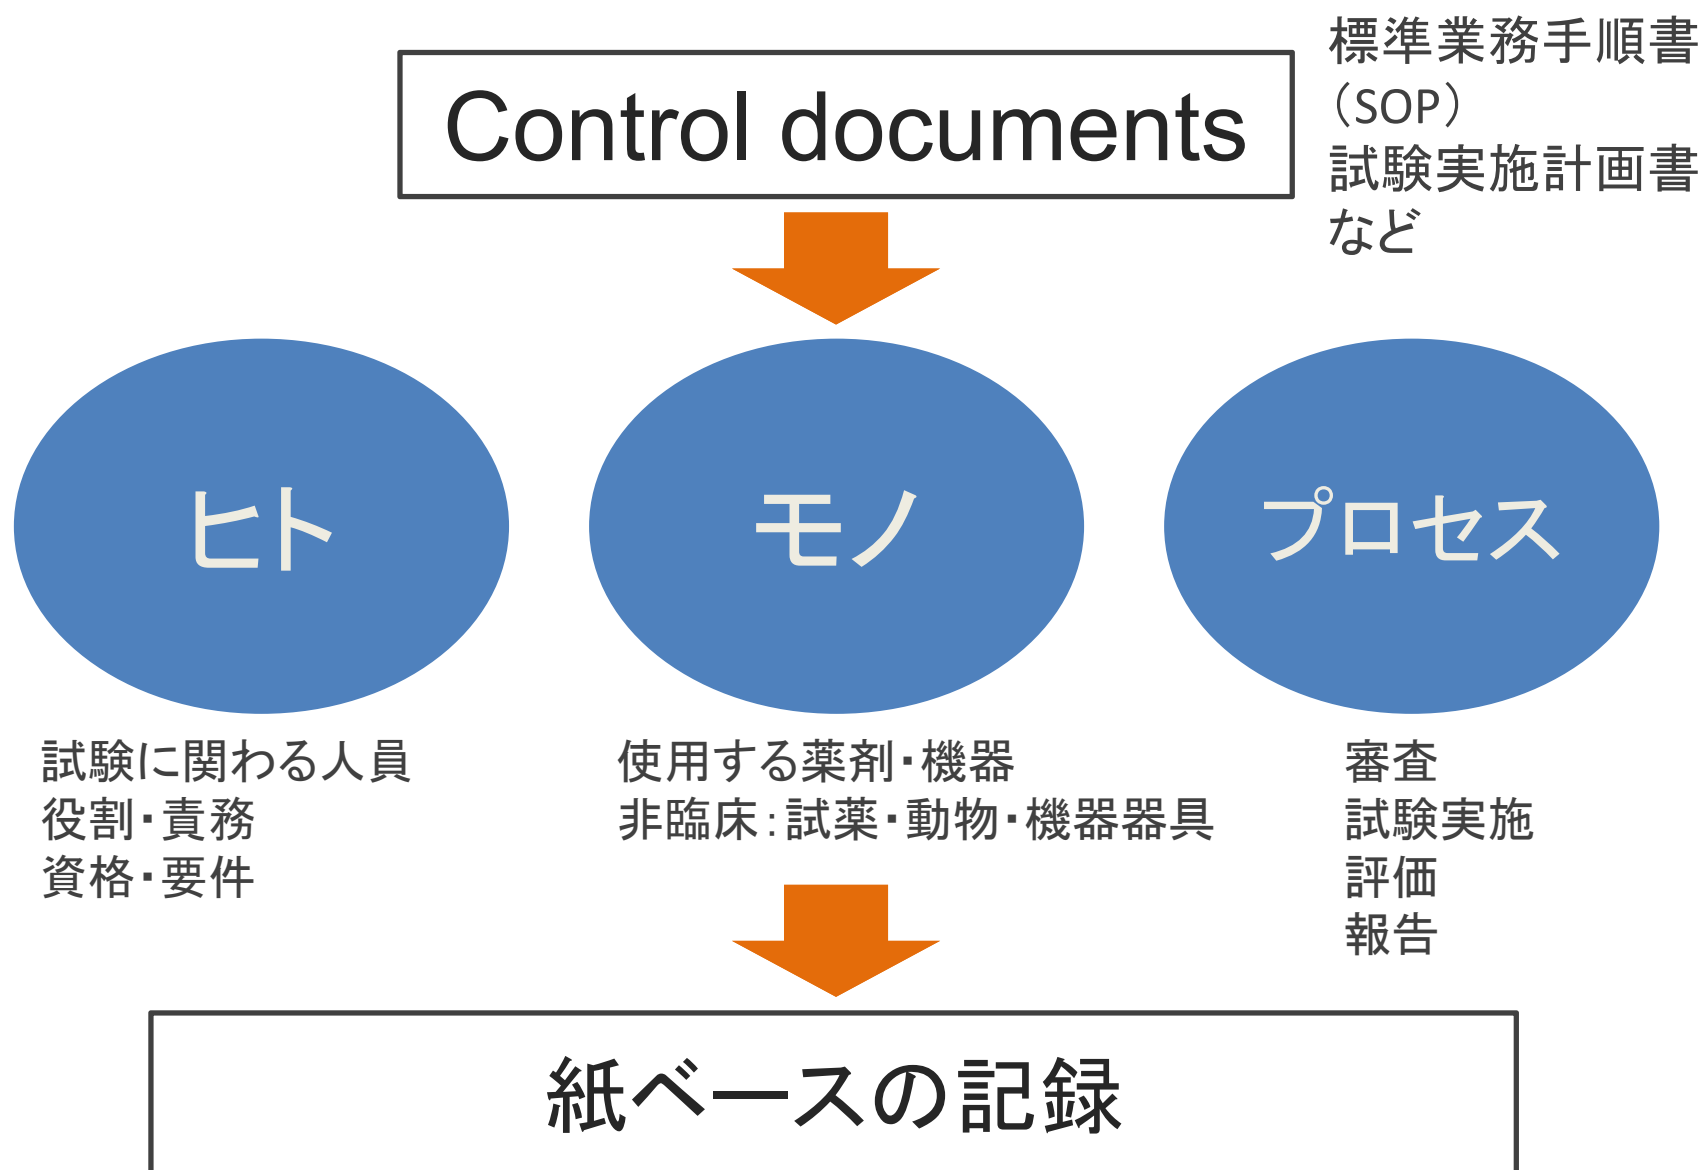 Control documents
標準業務手順書
（SOP）
試験実施計画書
など
ヒト
モノ
プロセス
試験に関わる人員
役割・責務
資格・要件
使用する薬剤・機器
非臨床：試薬・動物・機器器具
審査
試験実施
評価
報告
紙ベースの記録